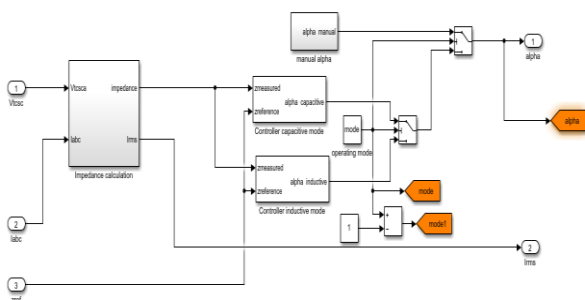 alpha manual
manual alpha
1
alpha
1
Vtcsc
Vtcsca
impedance
Iabc
Irms
Impedance calculation
zmeasured
zreference
alpha capacitive
Controller capacitive mode
mode
operating mode
alpha
zmeasured
zreference
alpha inductive
Controller inductive mode
mode
2
Iabc
1
+
−
mode1
2
Irms
3